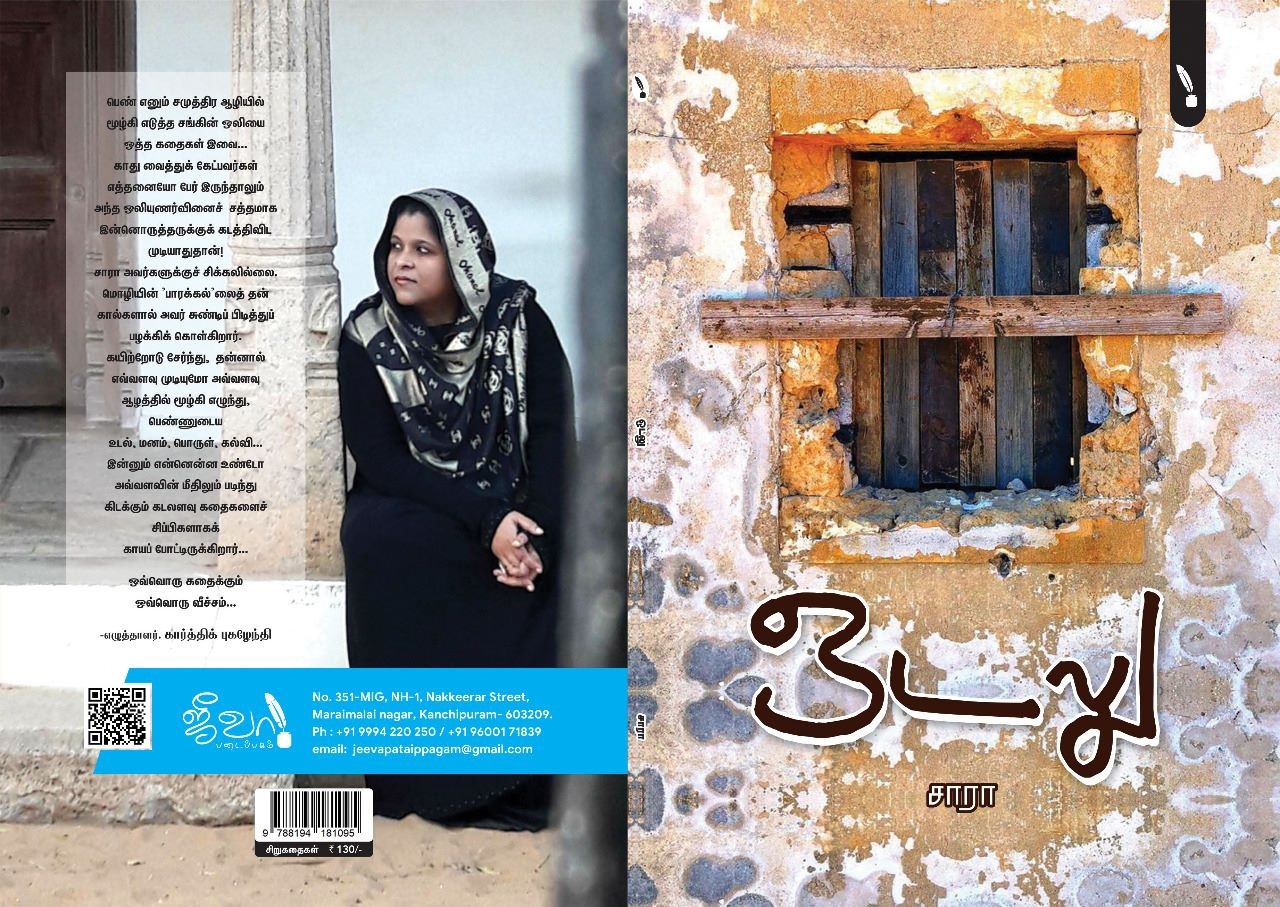 பெண் எனும் சமுத்திர ஆழியில்
மூழ்கி எடுத்த சங்கின் ஒலியை
ஒத்த கதைகள் இவை...
காது வைத்துக் கேட்பவர்கள்
எத்தனையோ பேர் இருந்தாலும்
அந்த ஒலியுணர்வினைச் சத்தமாக
இன்னொருத்தருக்குக் கடத்திவிட
முடியாதுதான்!
சாரா அவர்களுக்குச் சிக்கலில்லை.
மொழியின் 'பாரக்கல்'லைத் தன்
கால்களால் அவர் சுண்டிப் பிடித்துப்
பழக்கிக் கொள்கிறார்.
கயிற்றோடு சேர்ந்து, தன்னால்
எவ்வளவு முடியுமோ அவ்வளவு
ஆழத்தில் மூழ்கி எழுந்து,
பெண்ணுடைய
உடல், மனம், பொருள், கல்வி...
இன்னும் என்னென்ன உண்டோ
அவ்வளவின் மீதிலும் படிந்து
கிடக்கும் கடலளவு கதைகளைச்
சிப்பிகளாகக்
காயப் போட்டிருக்கிறார்...
ஒவ்வொரு கதைக்கும்
ஒவ்வொரு வீச்சம்...
-எழுத்தாளர். கார்த்திக் புகழேந்தி
ஜீவா
படைப்பகம்
No. 351-MIG, NH-1, Nakkeerar Street,
Maraimalai nagar, Kanchipuram- 603209.
Ph : +91 9994 220 250 / +91 96001 71839
email: jeevapataippagam@gmail.com
9 788194 181095
சிறுகதைகள் ₹ 130/-
ஒடறு
சாரா
ஒடறு
சாரா